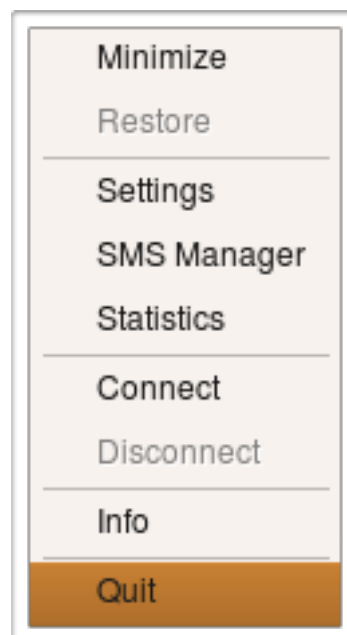 Minimize
Restore
Settings
SMS Manager
Statistics
Connect
Disconnect
Info
Quit